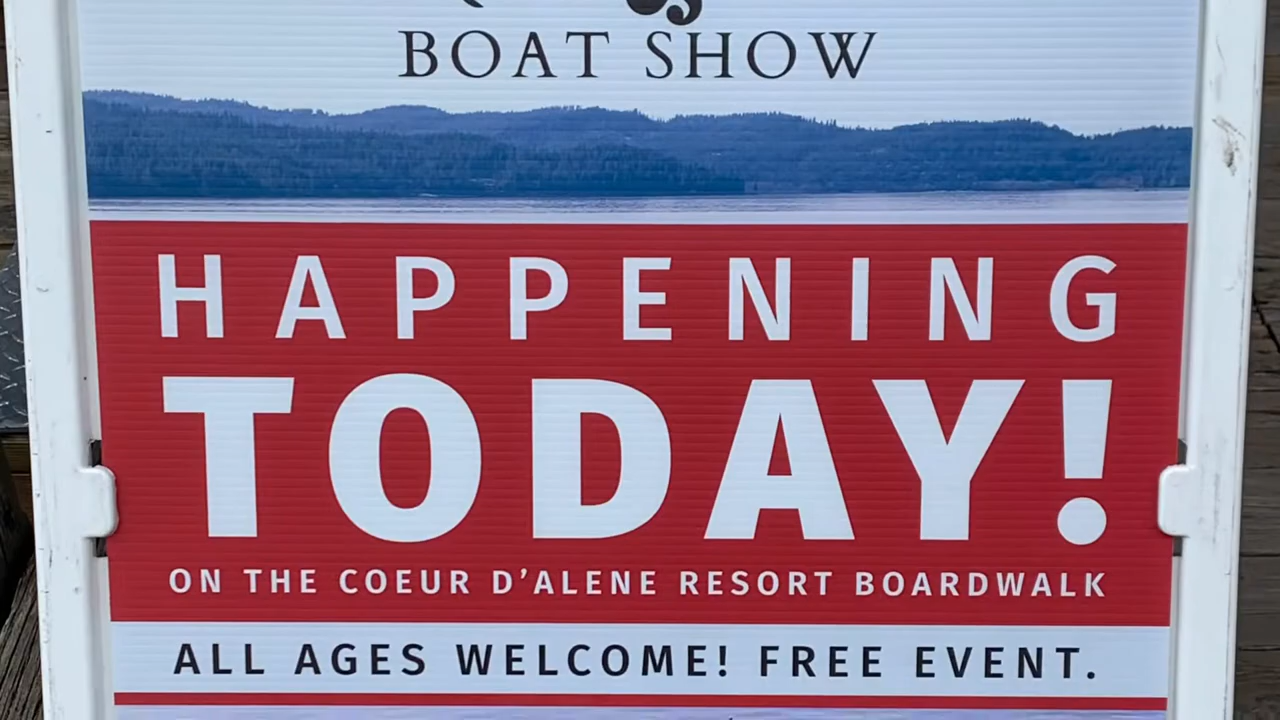 BOAT SHOW
HAPPENING
TODAY!
ON THE COEUR D'ALENE RESORT BOARDWALK
ALL AGES WELCOME! FREE EVENT.